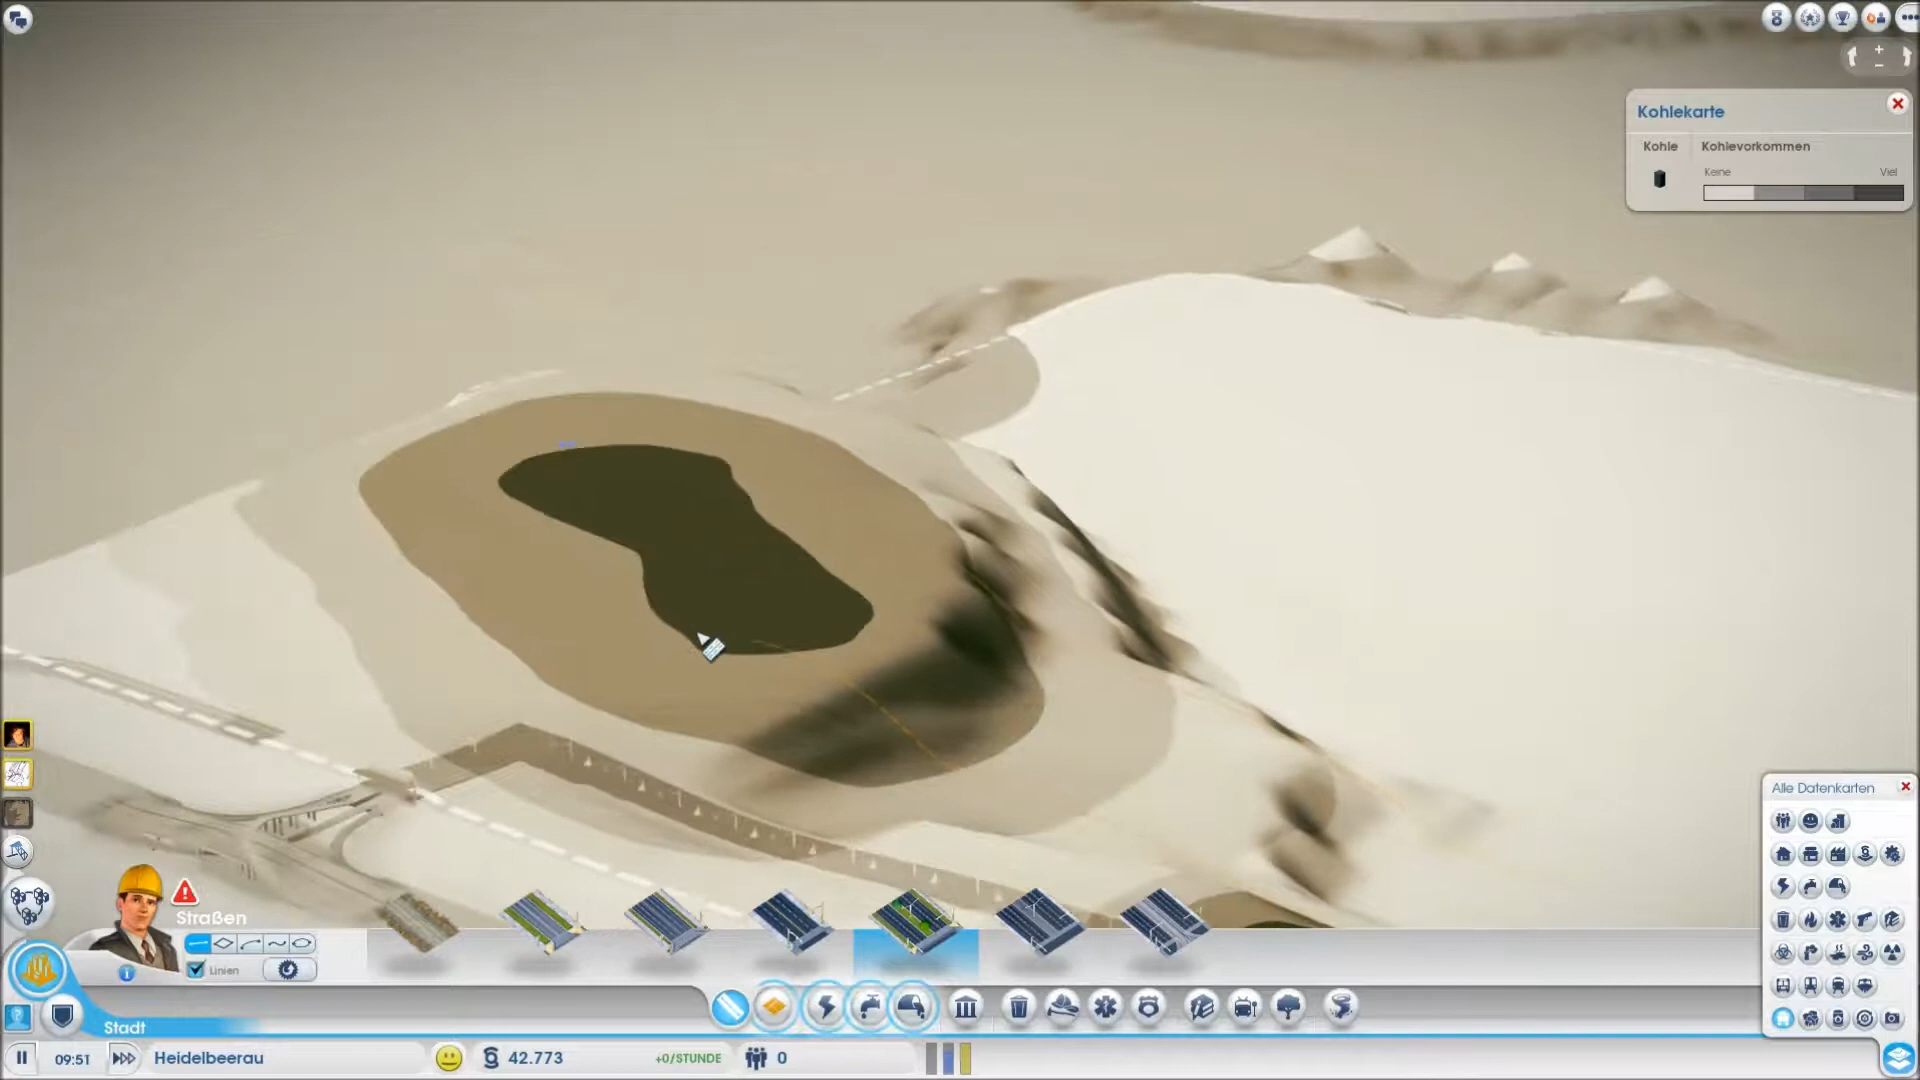 Kohlekarte
Kohle Kohlevorkommen
Keine Viel
Alle Datenkarten
Straßen
Linien
Stadt
09:51 Heidelbeerau 42.773 +0/STUNDE 0